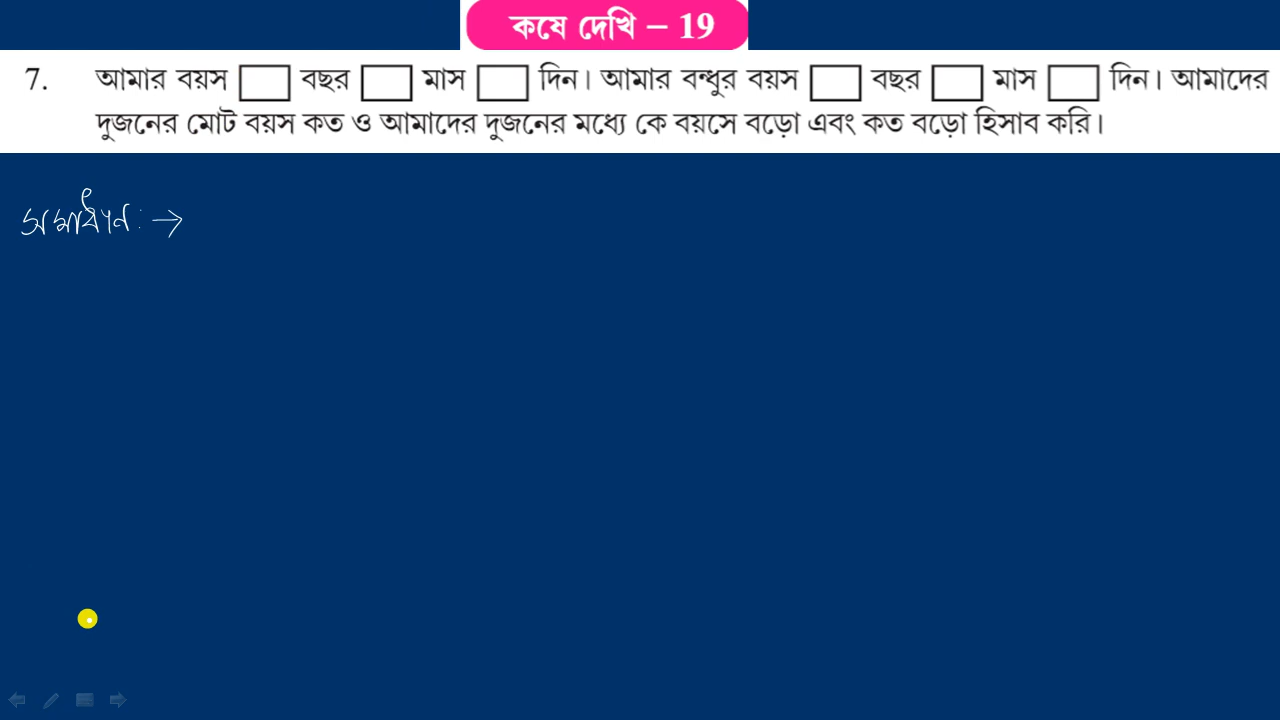 কষে দেখি – 19
7. আমার বয়স বছর মাস দিন। আমার বন্ধুর বয়স বছর মাস দিন। আমাদের
দুজনের মোট বয়স কত ও আমাদের দুজনের মধ্যে কে বয়সে বড়ো এবং কত বড়ো হিসাব করি।
সমাধান :→